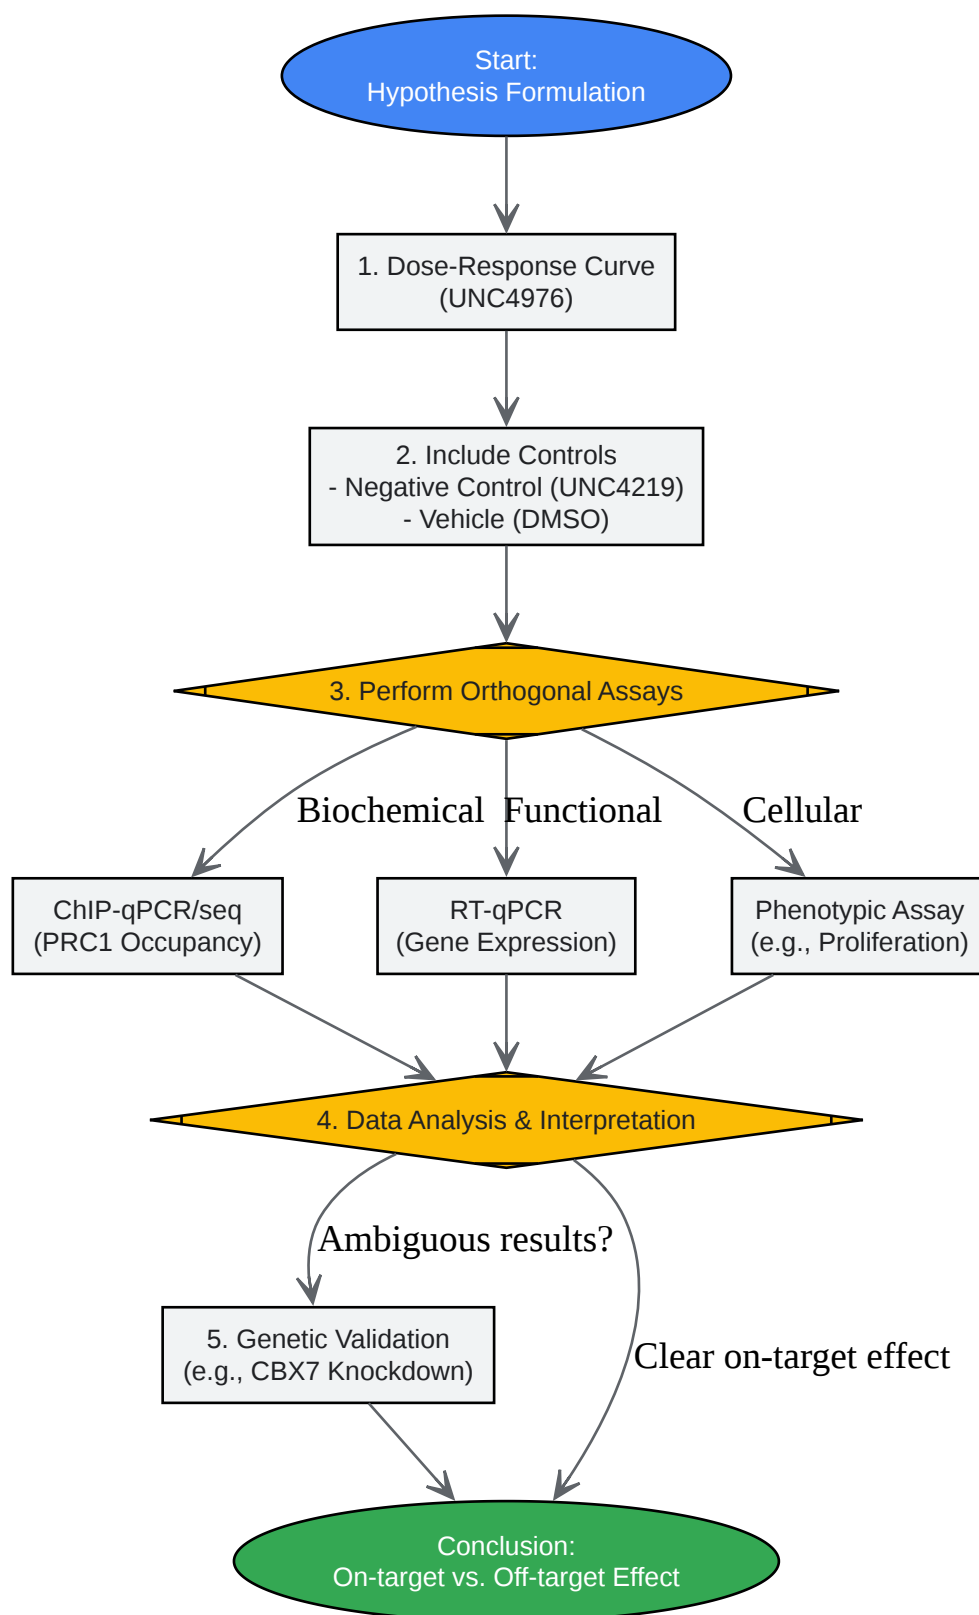 Start:
Hypothesis Formulation
1. Dose-Response Curve
(UNC4976)
2. Include Controls
- Negative Control (UNC4219)
- Vehicle (DMSO)
3. Perform Orthogonal Assays
Biochemical
Functional
Cellular
ChIP-qPCR/seq
(PRC1 Occupancy)
RT-qPCR
(Gene Expression)
Phenotypic Assay
(e.g., Proliferation)
4. Data Analysis & Interpretation
Ambiguous results?
5. Genetic Validation
(e.g., CBX7 Knockdown)
Clear on-target effect
Conclusion:
On-target vs. Off-target Effect